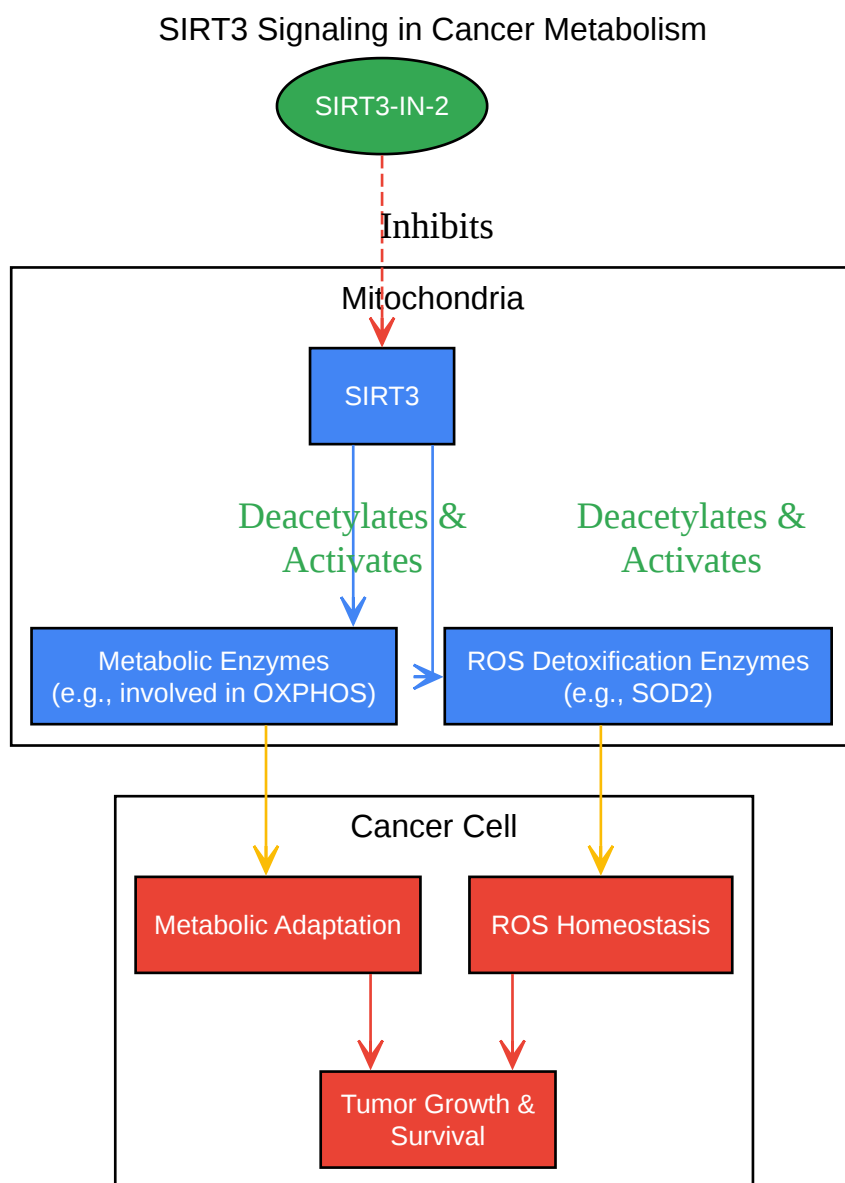 SIRT3 Signaling in Cancer Metabolism
SIRT3-IN-2
Inhibits
Mitochondria
SIRT3
Deacetylates &
Activates
Deacetylates &
Activates
Metabolic Enzymes
(e.g., involved in OXPHOS)
ROS Detoxification Enzymes
(e.g., SOD2)
Cancer Cell
Metabolic Adaptation
ROS Homeostasis
Tumor Growth &
Survival